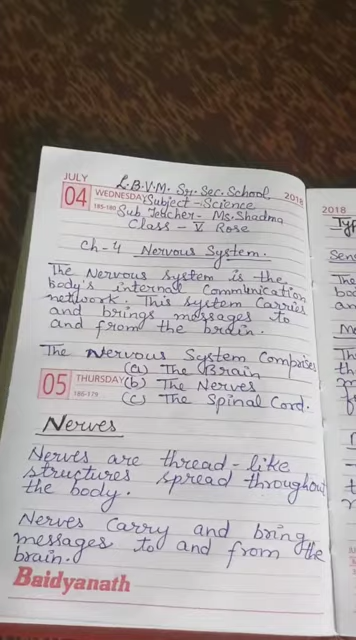 JULY
04
WEDNESDAY
185-180
2018
L.B.V.M. Sr. Sec. School
Subject - Science
Sub Teacher - Ms. Shadma
Class - V Rose
Ch-4 Nervous System.
The Nervous System is the
body's internal Communication
network. This system Carries
and brings messages to
and from the brain.
The Nervous System Comprises
(a) The Brain
05
THURSDAY
186-179
(b) The Nerves
(c) The Spinal Cord.
Nerves
Nerves are thread-like
structures spread throughout
the body.
Nerves Carry and bring
messages to and from the
brain.
Baidyanath
2018
The